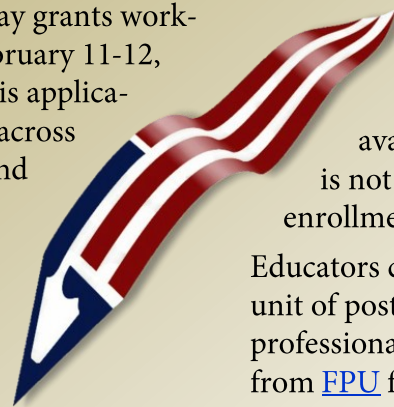 ay grants work-
bruary 11-12,
is applica-
across
nd
ava
is not
enrollme
Educators c
unit of post
professiona
from FPU f